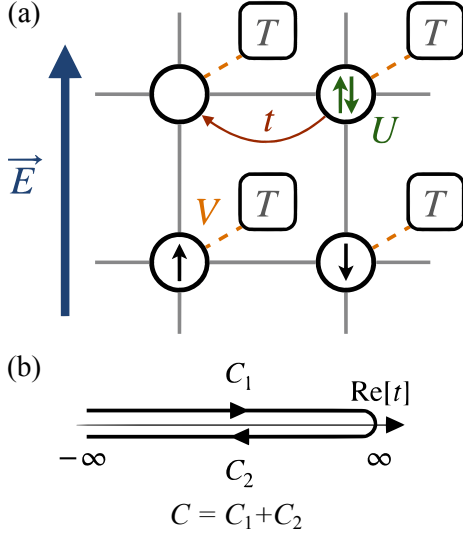 (a)
T
T
t
U
E
V
T
T
↑
↓
(b)
C₁
Re[t]
−∞
∞
C₂
C = C₁+C₂